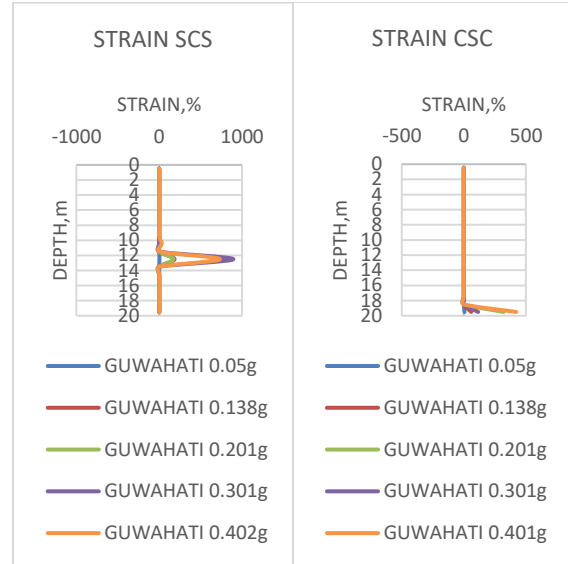 STRAIN SCS
STRAIN,%
-1000 0 1000
DEPTH,m
0
2
4
6
8
10
12
14
16
18
20
GUWAHATI 0.05g
GUWAHATI 0.138g
GUWAHATI 0.201g
GUWAHATI 0.301g
GUWAHATI 0.402g
STRAIN CSC
STRAIN,%
-500 0 500
DEPTH,m
0
2
4
6
8
10
12
14
16
18
20
GUWAHATI 0.05g
GUWAHATI 0.138g
GUWAHATI 0.201g
GUWAHATI 0.301g
GUWAHATI 0.401g